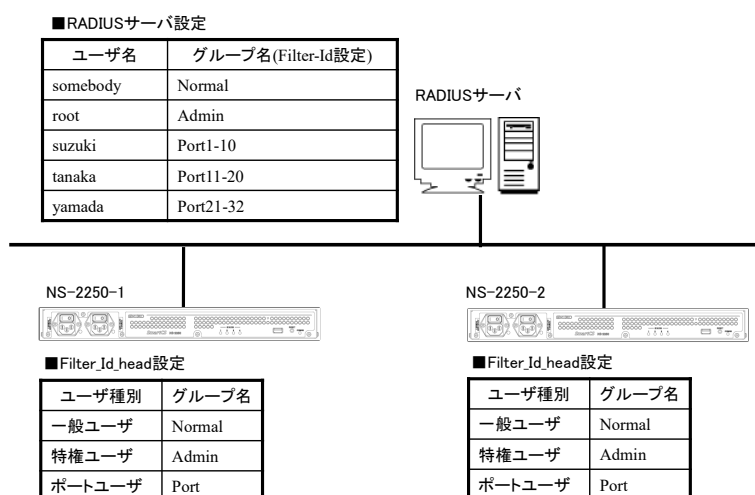 ■RADIUSサーバ設定
ユーザ名 グループ名(Filter-Id設定)
somebody Normal
root Admin
suzuki Port1-10
tanaka Port11-20
yamada Port21-32
RADIUSサーバ
NS-2250-1
■Filter_Id_head設定
ユーザ種別 グループ名
一般ユーザ Normal
特権ユーザ Admin
ポートユーザ Port
NS-2250-2
■Filter_Id_head設定
ユーザ種別 グループ名
一般ユーザ Normal
特権ユーザ Admin
ポートユーザ Port